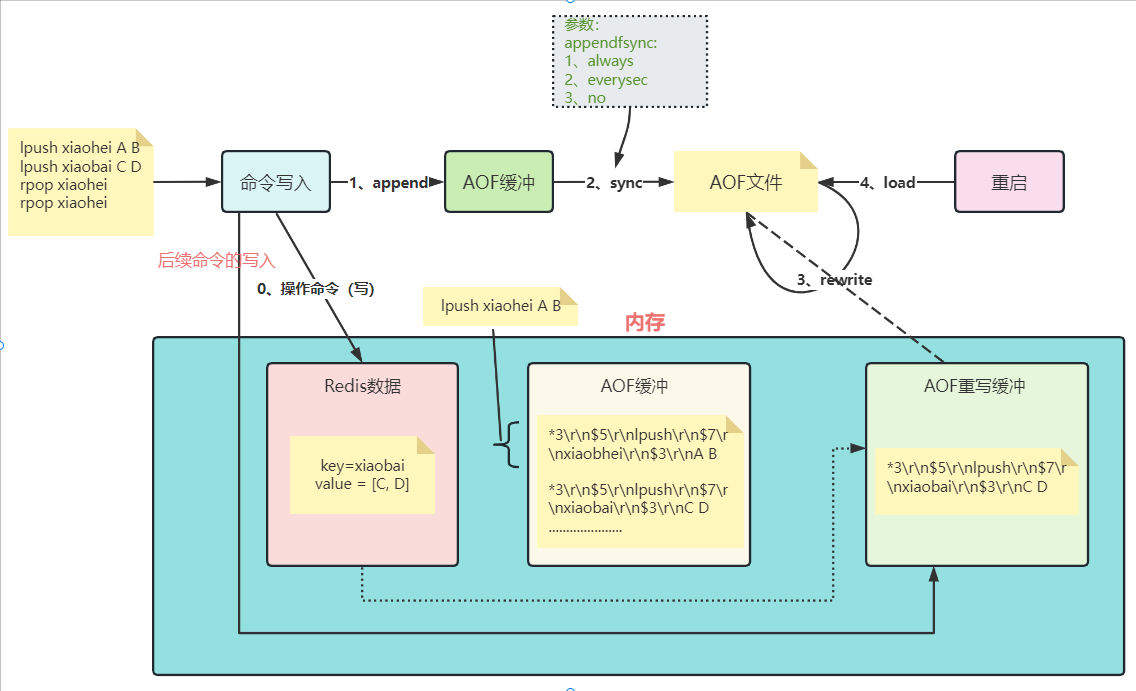 参数:
appendfsync:
1、always
2、everysec
3、no
lpush xiaohei A B
lpush xiaobai C D
rpop xiaohei
rpop xiaohei
命令写入
1、append
AOF缓冲
2、sync
AOF文件
4、load
重启
后续命令的写入
0、操作命令（写）
3、rewrite
lpush xiaohei A B
内存
Redis数据
key=xiaobai
value = [C, D]
AOF缓冲
*3\r\n$5\r\nlpush\r\n$7\r
\nxiaobhei\r\n$3\r\nA B
*3\r\n$5\r\nlpush\r\n$7\r
\nxiaobai\r\n$3\r\nC D
.....................
AOF重写缓冲
*3\r\n$5\r\nlpush\r\n$7\r
\nxiaobai\r\n$3\r\nC D